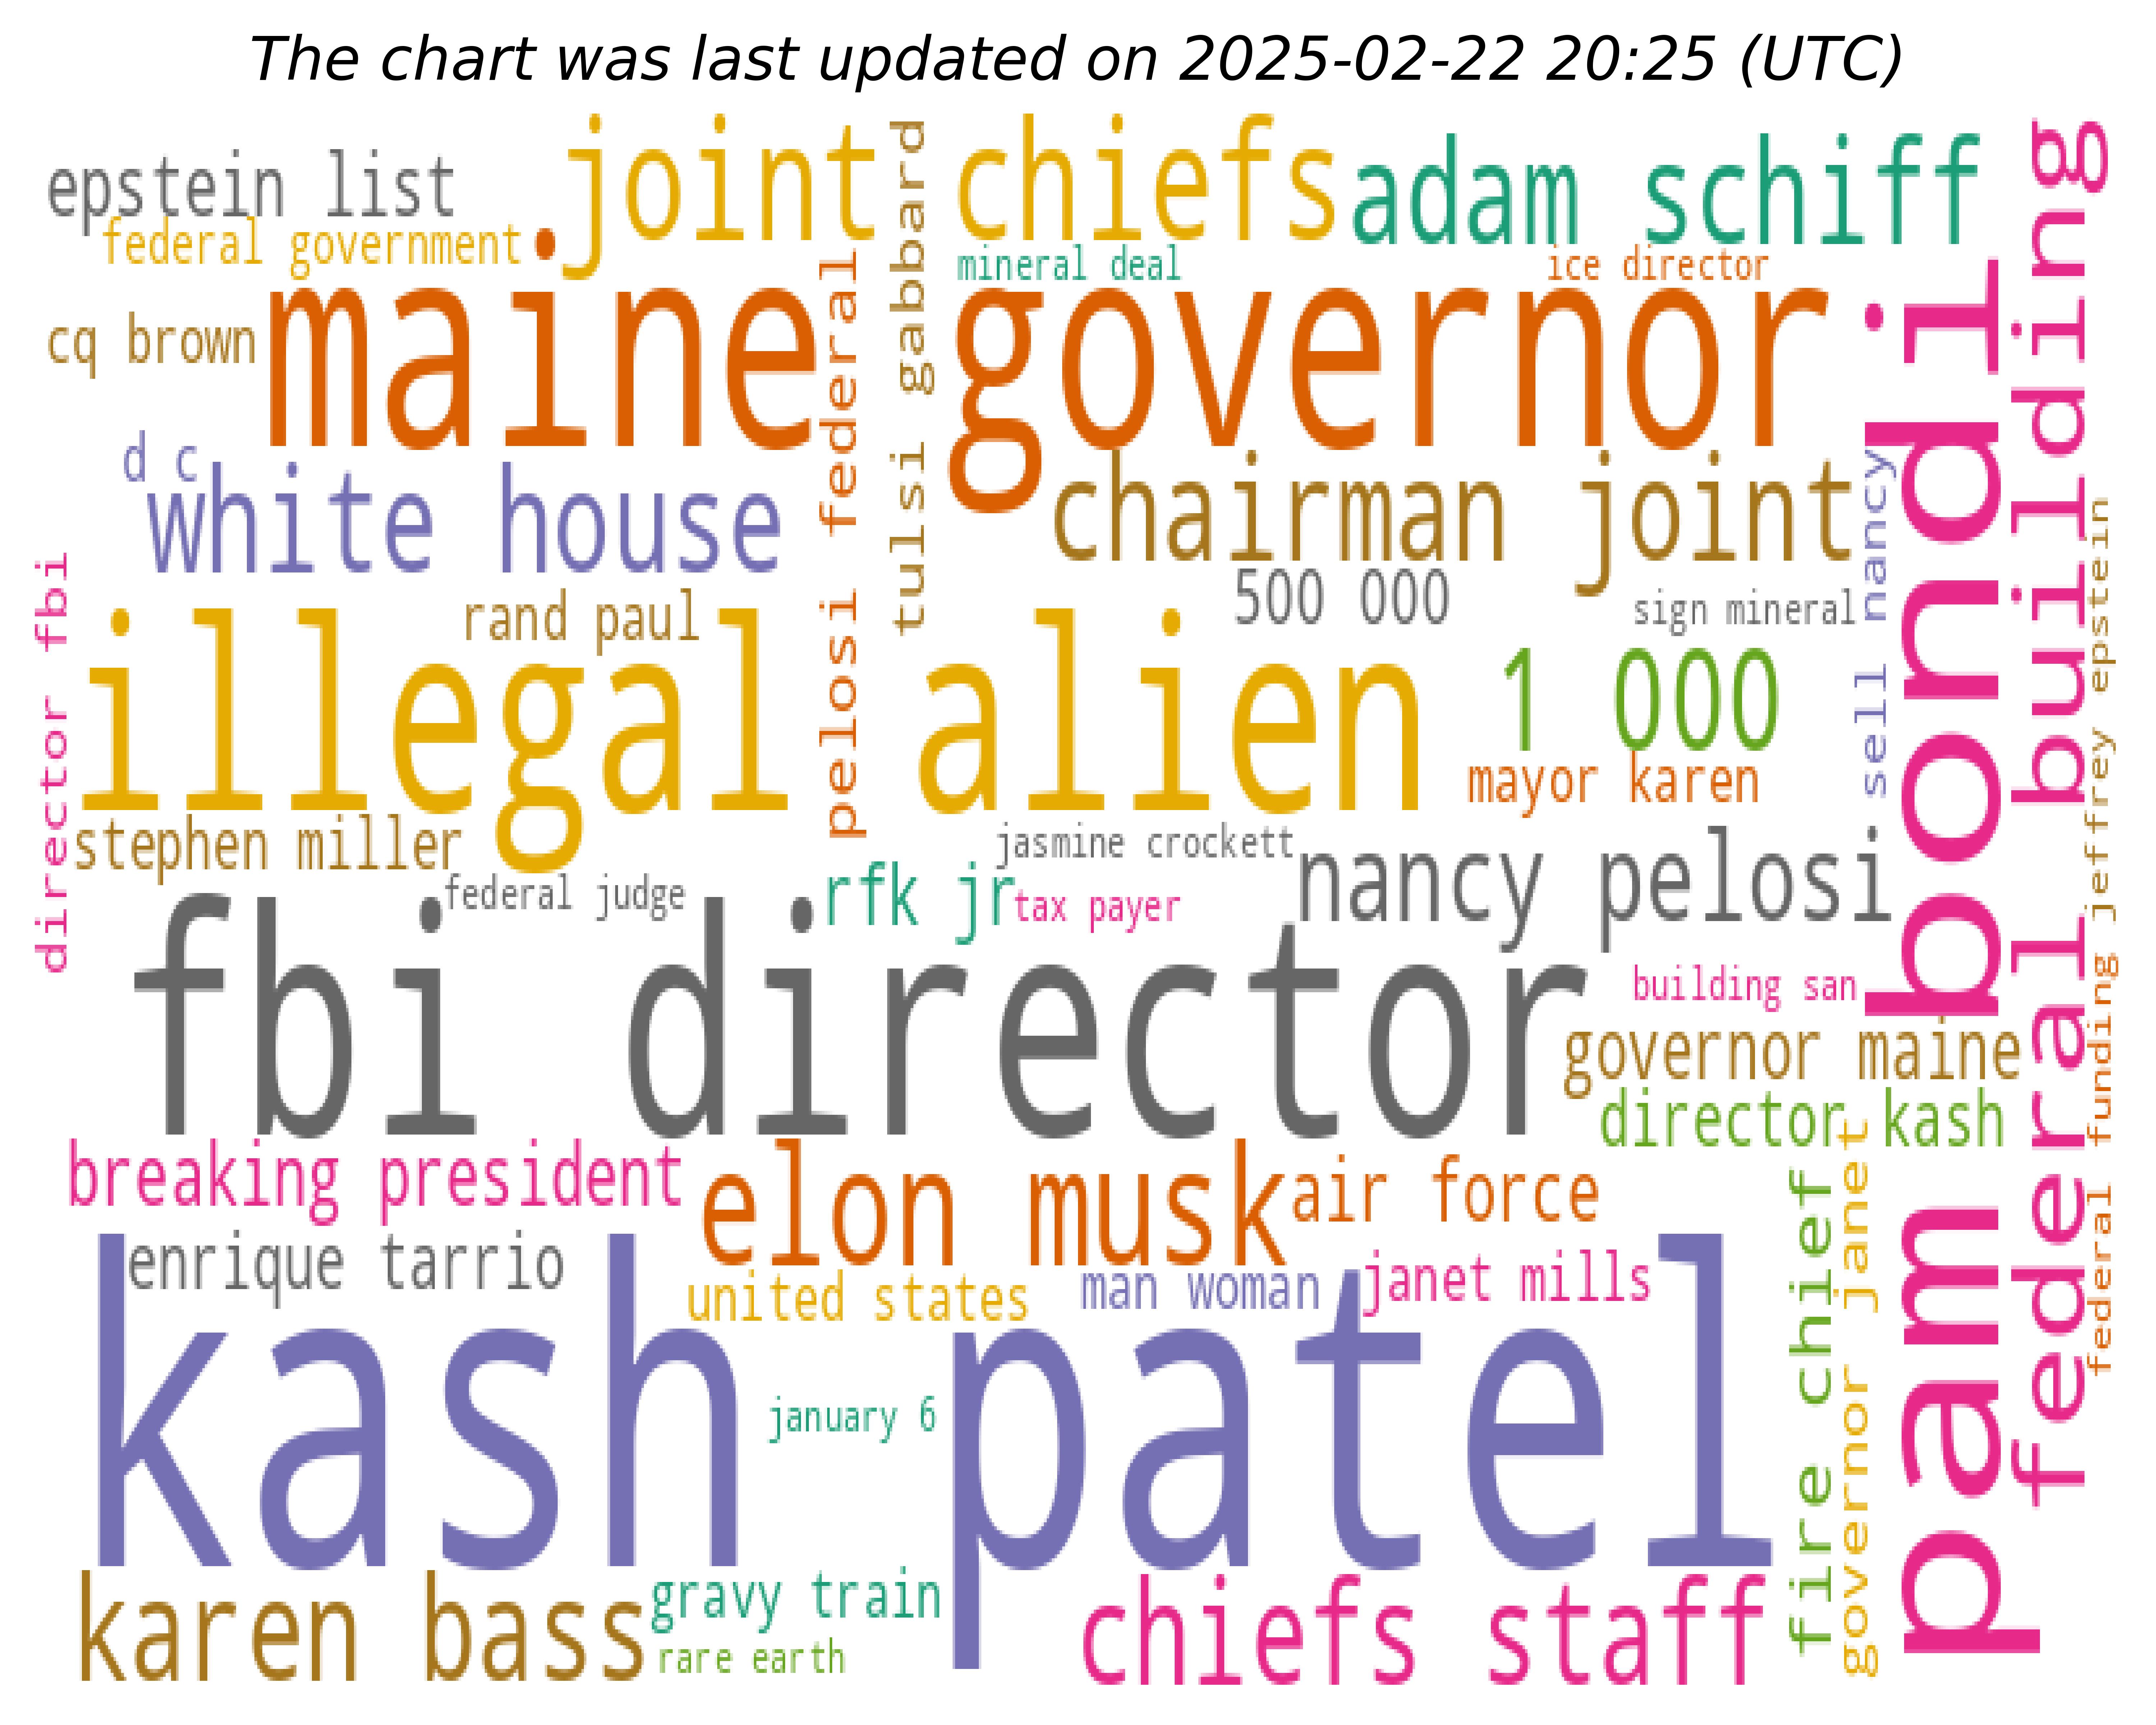 The chart was last updated on 2025-02-22 20:25 (UTC)
epstein list
joint chiefs
adam schiff
federal government
mineral deal
ice director
tulsi gabbard
pelosi federal
cq brown
maine governor
d c
white house
chairman joint
sell nancy
pam bondi
federal building
jeffrey epstein
federal funding
director fbi
rand paul
500 000
sign mineral
illegal alien
1 000
mayor karen
stephen miller
jasmine crockett
federal judge
rfk jr
tax payer
nancy pelosi
fbi director
building san
governor maine
director kash
breaking president
elon musk
air force
enrique tarrio
united states
man woman
janet mills
fire chief
governor janet
kash patel
january 6
karen bass
gravy train
rare earth
chiefs staff